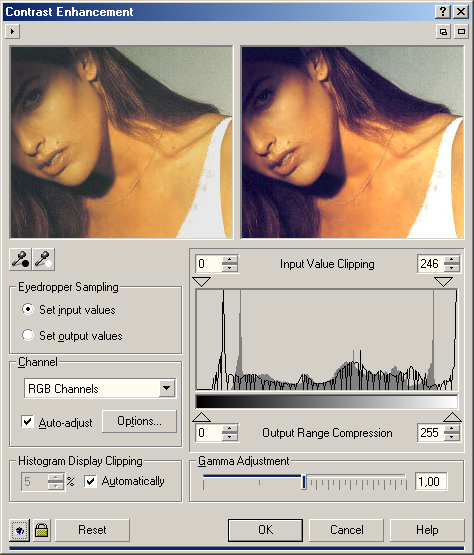 Contrast Enhancement
0 Input Value Clipping 246
Eyedropper Sampling
Set input values
Set output values
Channel
RGB Channels
Auto-adjust Options...
0 Output Range Compression 255
Histogram Display Clipping
5 % Automatically
Gamma Adjustment
1,00
Reset OK Cancel Help